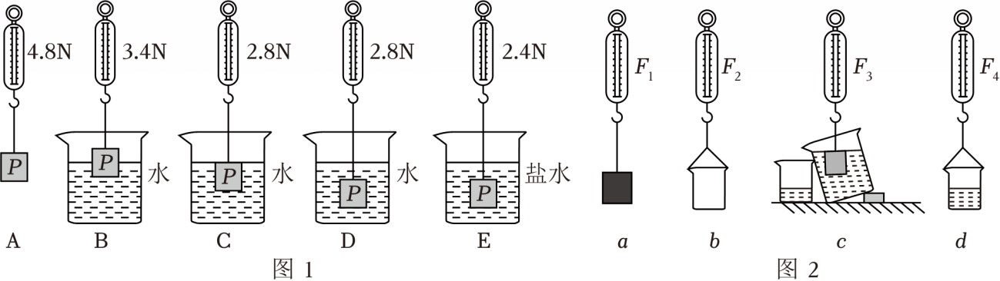 4.8N 3.4N 2.8N 2.8N 2.4N F₁ F₂ F₃ F₄
P P P P P
水 水 水 盐水
A B C D E a b c d
图 1 图 2